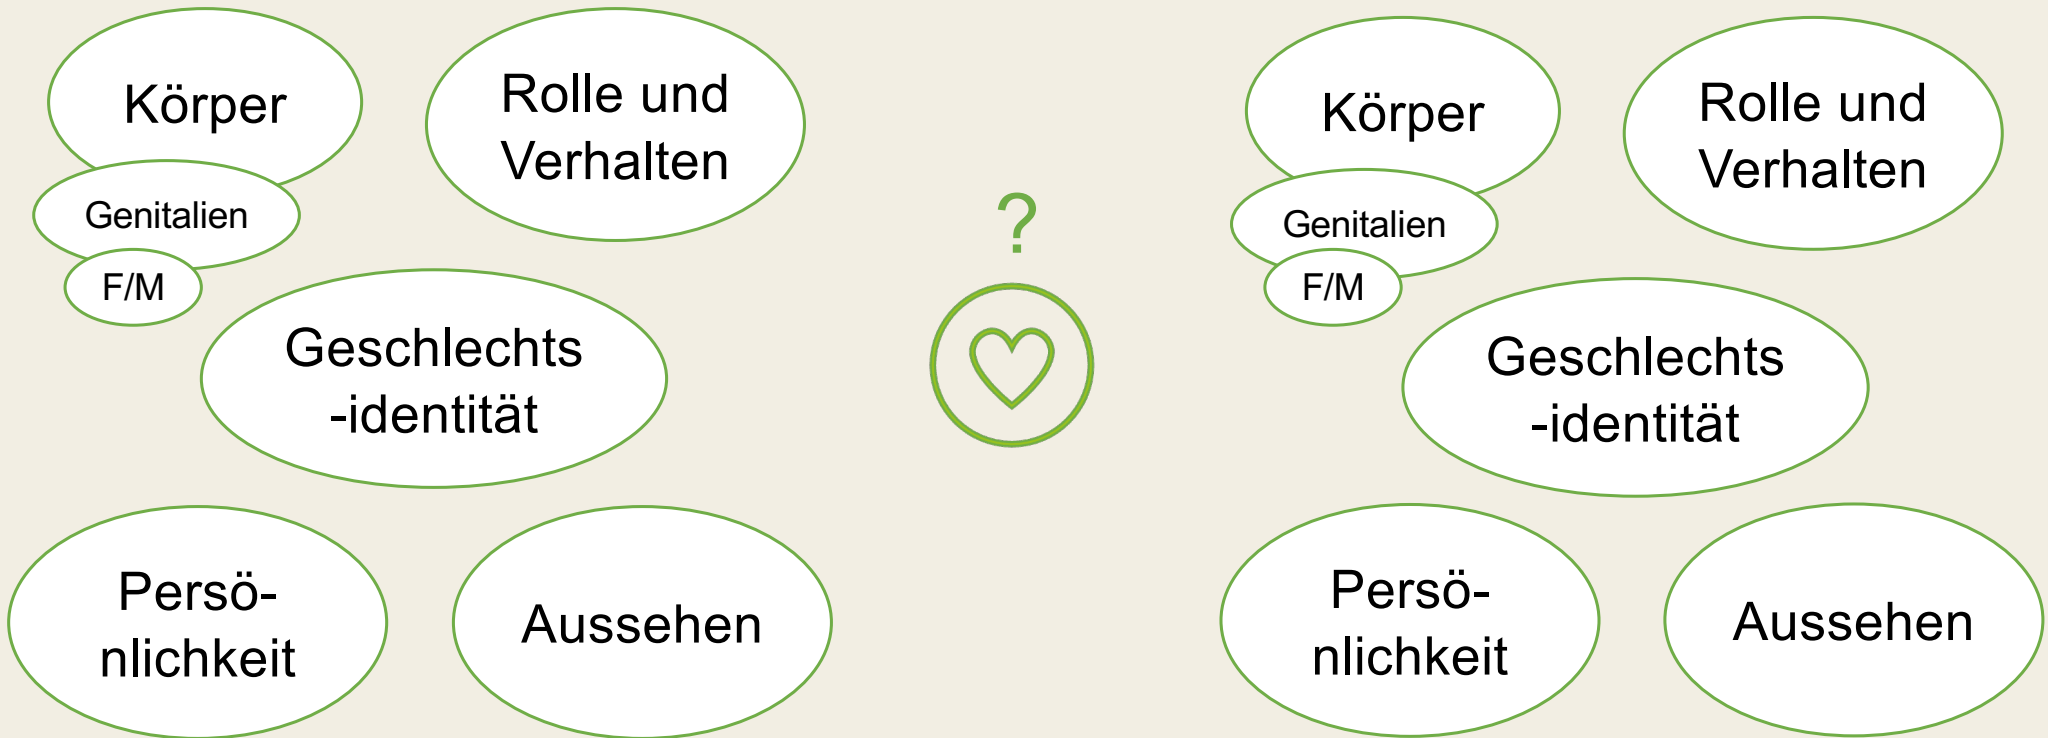 Körper
Rolle und
Verhalten
Genitalien
F/M
Geschlechts
-identität
Persö-
nlichkeit
Aussehen
?
Körper
Rolle und
Verhalten
Genitalien
F/M
Geschlechts
-identität
Persö-
nlichkeit
Aussehen